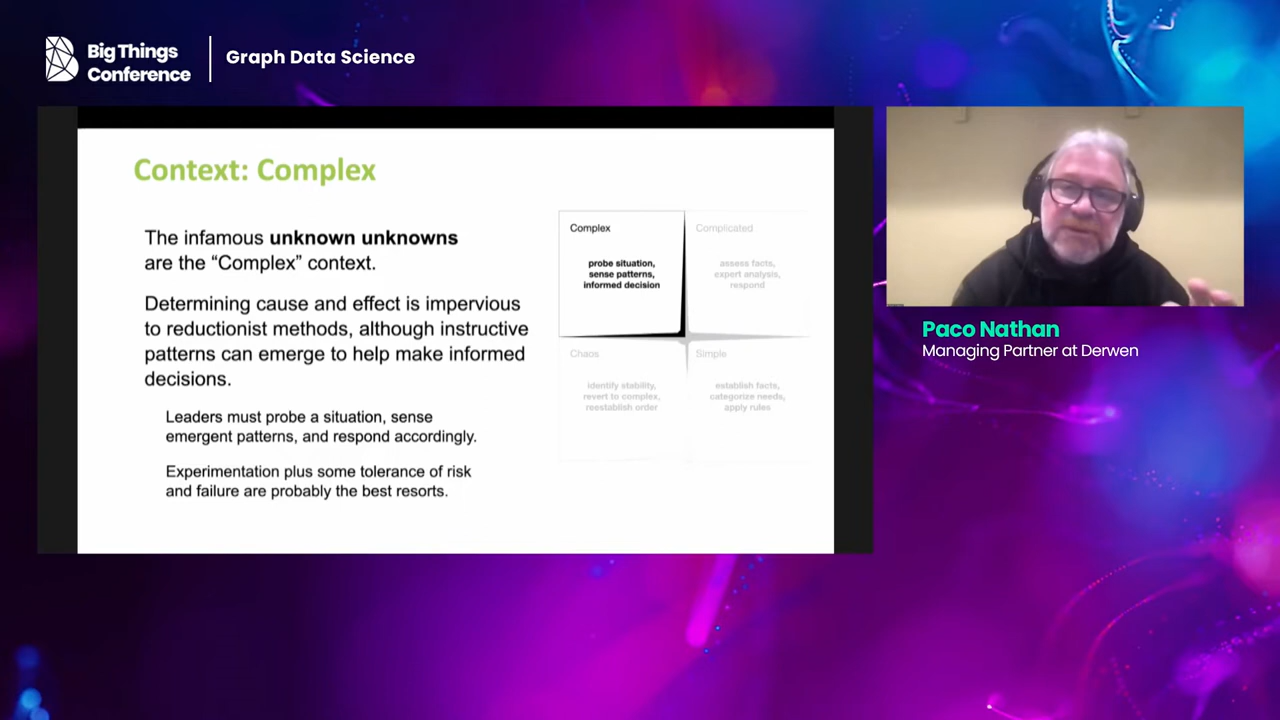 Big Things
Conference
Graph Data Science
Context: Complex
The infamous unknown unknowns
are the “Complex” context.
Determining cause and effect is impervious
to reductionist methods, although instructive
patterns can emerge to help make informed
decisions.
Leaders must probe a situation, sense
emergent patterns, and respond accordingly.
Experimentation plus some tolerance of risk
and failure are probably the best resorts.
Complex
probe situation,
sense patterns,
informed decision
Complicated
assess facts,
expert analysis,
respond
Chaos
identify stability,
revert to complex,
reestablish order
Simple
establish facts,
categorize needs,
apply rules
Paco Nathan
Managing Partner at Derwen